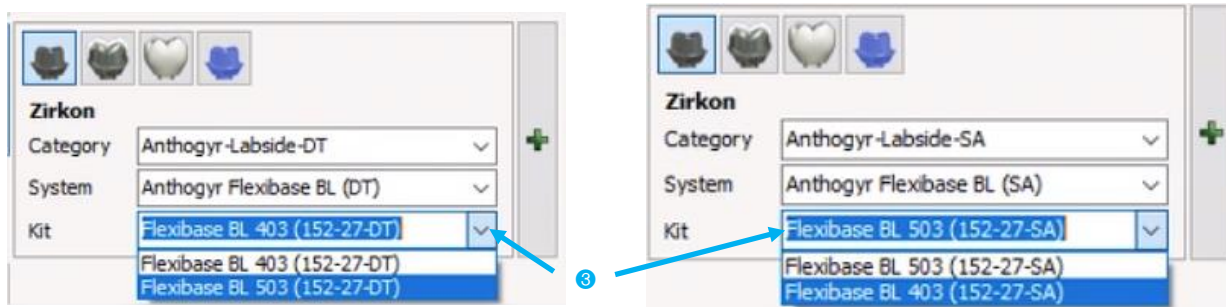 Zirkon
Category Anthogyr-Labside-DT
System Anthogyr Flexibase BL (DT)
Kit Flexibase BL 403 (152-27-DT)
Flexibase BL 403 (152-27-DT)
Flexibase BL 503 (152-27-DT)
3
Zirkon
Category Anthogyr-Labside-SA
System Anthogyr Flexibase BL (SA)
Kit Flexibase BL 503 (152-27-SA)
Flexibase BL 503 (152-27-SA)
Flexibase BL 403 (152-27-SA)